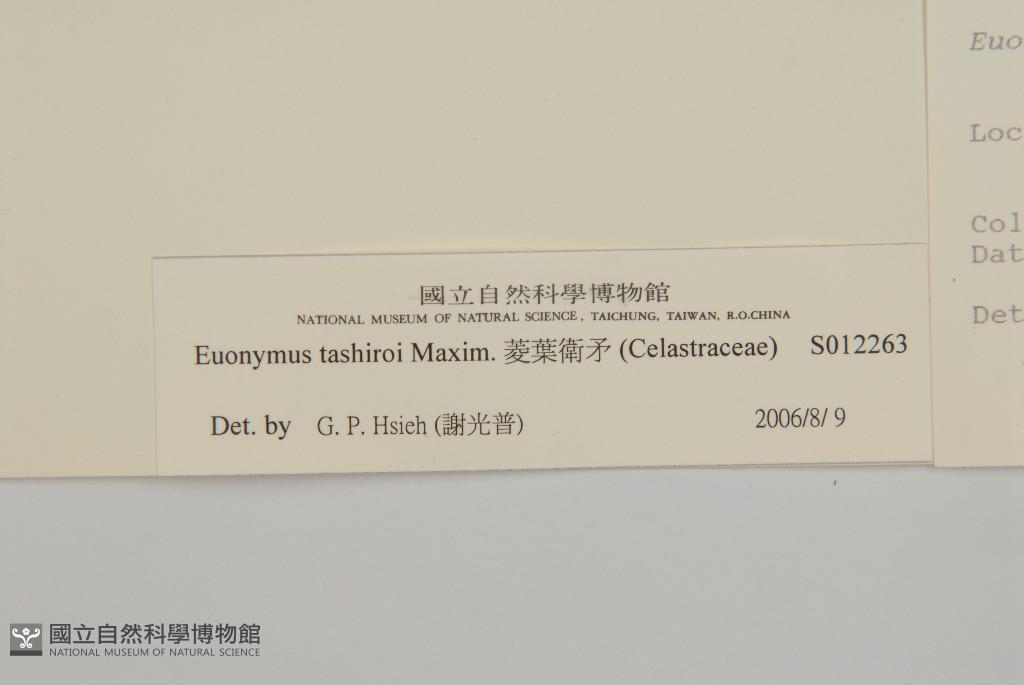 國立自然科學博物館
NATIONAL MUSEUM OF NATURAL SCIENCE, TAICHUNG, TAIWAN, R.O.CHINA
Euonymus tashiroi Maxim. 菱葉衛矛 (Celastraceae) S012263
Det. by G. P. Hsieh (謝光普) 2006/8/ 9
Euo
Loc
Col
Dat
Det
國立自然科學博物館
NATIONAL MUSEUM OF NATURAL SCIENCE